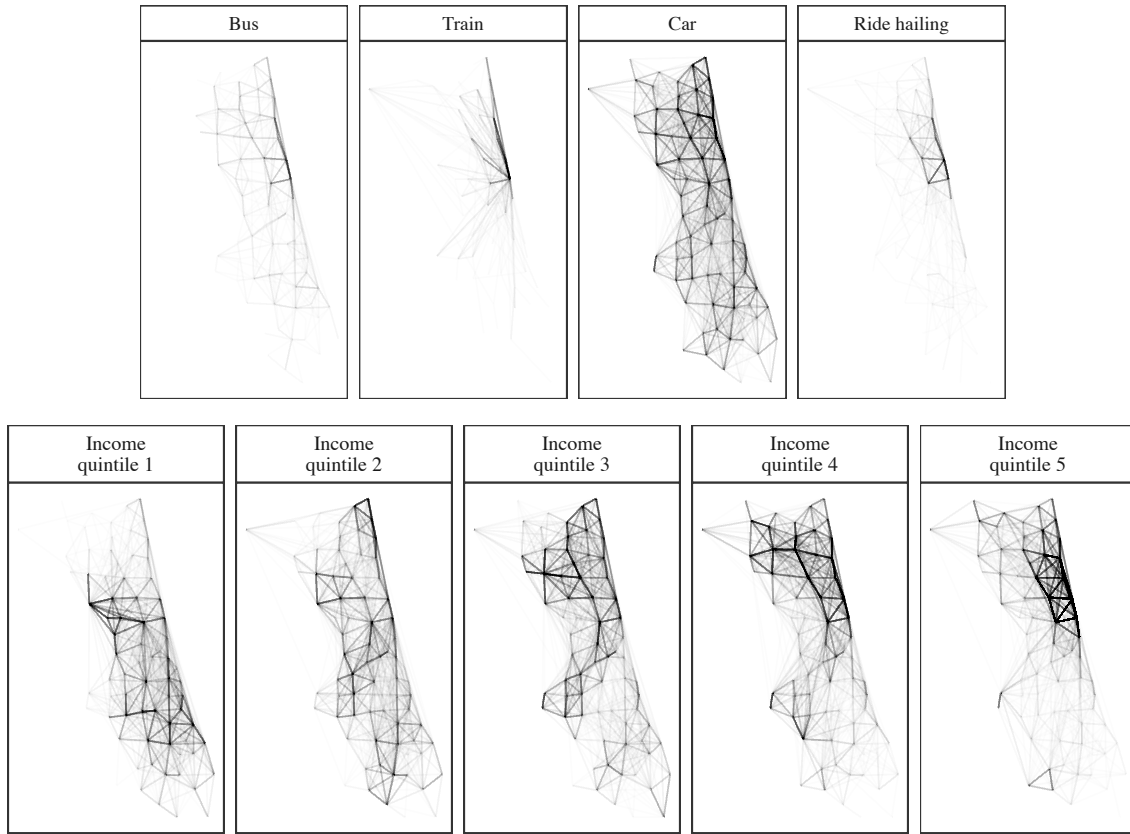 Bus
Train
Car
Ride hailing
Income
quintile 1
Income
quintile 2
Income
quintile 3
Income
quintile 4
Income
quintile 5